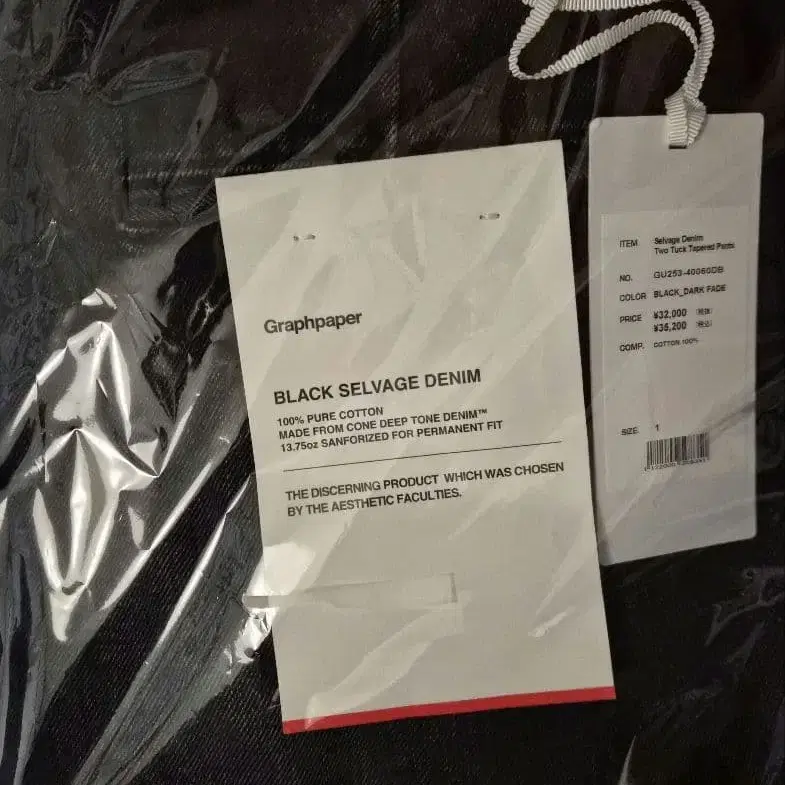 Graphpaper
BLACK SELVAGE DENIM
100% PURE COTTON
MADE FROM CONE DEEP TONE DENIM™
13.75oz SANFORIZED FOR PERMANENT FIT
THE DISCERNING PRODUCT WHICH WAS CHOSEN
BY THE AESTHETIC FACULTIES.
ITEM Selvage Denim
Two Tuck Tapered Pants
NO. GU253-40060DB
COLOR BLACK_DARK FADE
PRICE ¥32,000
¥35,200 (税込)
COMP. COTTON 100%
SIZE 1